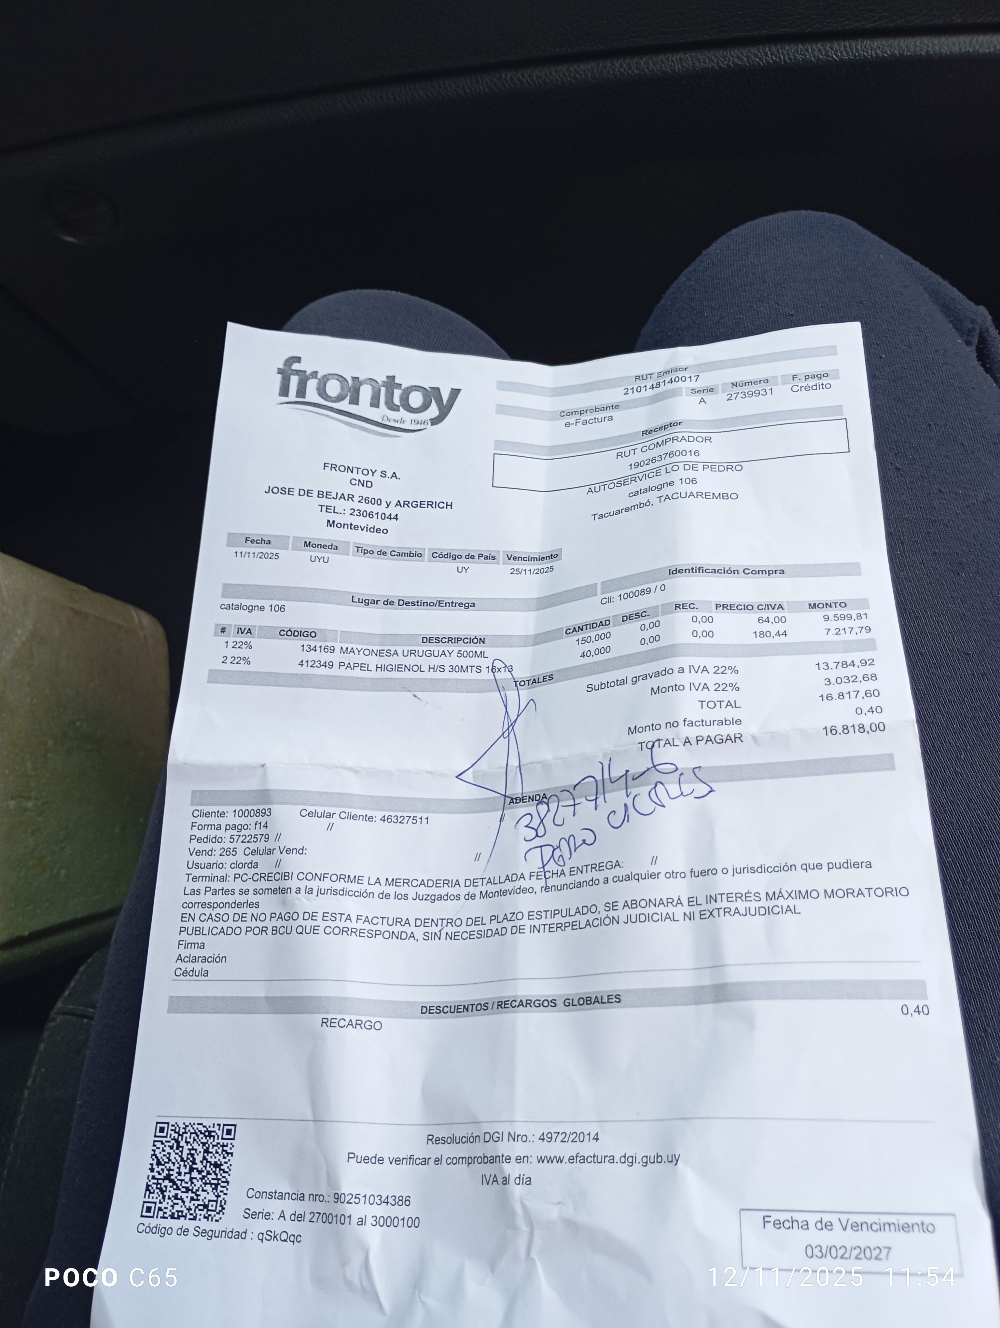 frontoy
Desde 1946
FRONTOY S.A.
CND
JOSE DE BEJAR 2600 y ARGERICH
TEL.: 23061044
Montevideo
RUT Emisor
210148140017
Comprobante Serie Número F. pago
e-Factura A 2739931 Crédito
Receptor
RUT COMPRADOR
190263760016
AUTOSERVICE LO DE PEDRO
catalogne 106
Tacuarembó, TACUAREMBO
Fecha Moneda Tipo de Cambio Código de País Vencimiento
11/11/2025 UYU UY 25/11/2025
Lugar de Destino/Entrega
catalogne 106
Identificación Compra
Cli: 100089 / 0
# IVA CÓDIGO DESCRIPCIÓN CANTIDAD DESC. REC. PRECIO C/IVA MONTO
1 22% 134169 MAYONESA URUGUAY 500ML 150,000 0,00 0,00 64,00 9.599,81
2 22% 412349 PAPEL HIGIENOL H/S 30MTS 16x13 40,000 0,00 0,00 180,44 7.217,79
TOTALES
Subtotal gravado a IVA 22% 13.784,92
Monto IVA 22% 3.032,68
TOTAL 16.817,60
Monto no facturable 0,40
TOTAL A PAGAR 16.818,00
ADENDA
3827714-6
Cliente: 1000893 Celular Cliente: 46327511 //
Forma pago: f14 //
Pedido: 5722579 //
Vend: 265 Celular Vend: //
Usuario: clorda //
Terminal: PC-CRECIBI CONFORME LA MERCADERIA DETALLADA FECHA ENTREGA: //
Las Partes se someten a la jurisdicción de los Juzgados de Montevideo, renunciando a cualquier otro fuero o jurisdicción que pudiera
corresponderles
EN CASO DE NO PAGO DE ESTA FACTURA DENTRO DEL PLAZO ESTIPULADO, SE ABONARÁ EL INTERÉS MÁXIMO MORATORIO
PUBLICADO POR BCU QUE CORRESPONDA, SIN NECESIDAD DE INTERPELACIÓN JUDICIAL NI EXTRAJUDICIAL
Firma
Aclaración
Cédula
DESCUENTOS / RECARGOS GLOBALES
RECARGO 0,40
Resolución DGI Nro.: 4972/2014
Puede verificar el comprobante en: www.efactura.dgi.gub.uy
IVA al día
Constancia nro.: 90251034386
Serie: A del 2700101 al 3000100
Código de Seguridad : qSkQqc
Fecha de Vencimiento
03/02/2027
POCO C65
12/11/2025 11:54